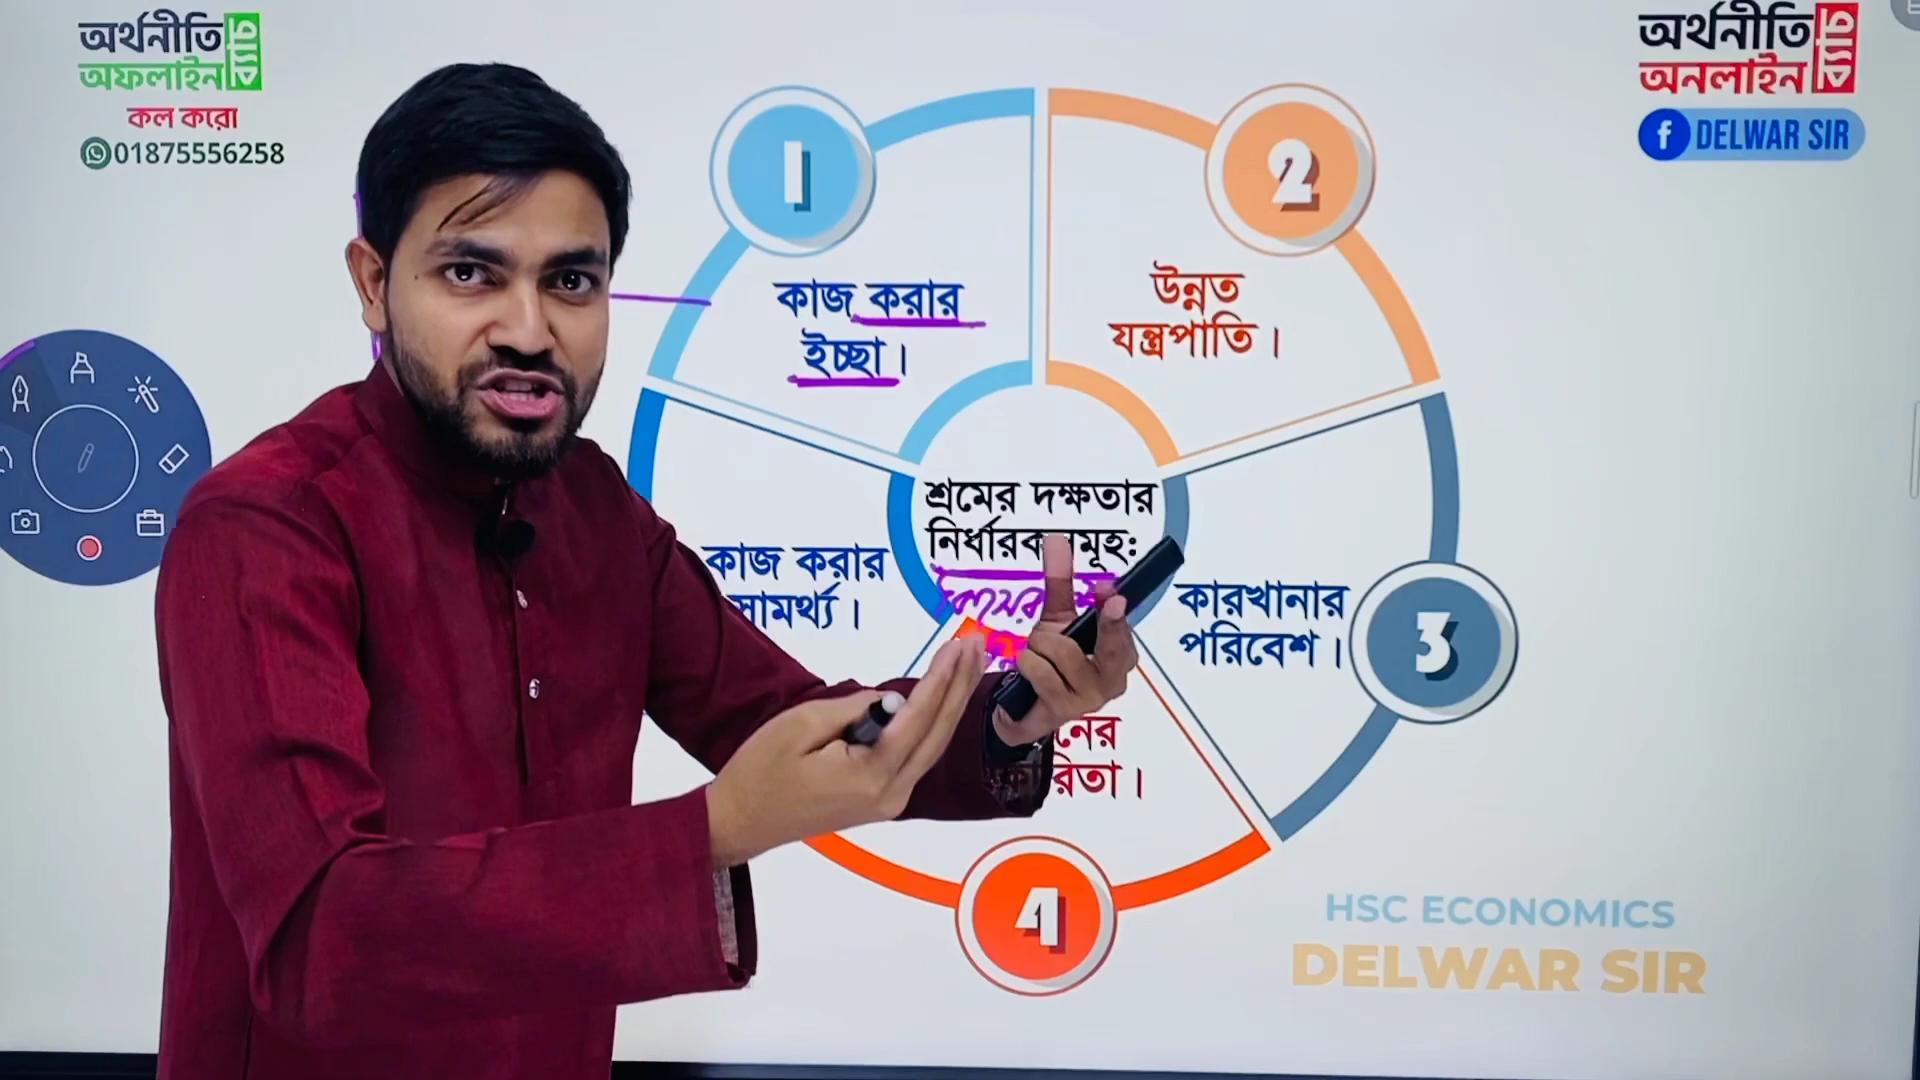 অর্থনীতি
অফলাইন
ব্যাচ
কল করো
01875556258
অর্থনীতি
অনলাইন
ব্যাচ
f DELWAR SIR
1
2
কাজ করার
ইচ্ছা।
উন্নত
যন্ত্রপাতি।
শ্রমের দক্ষতার
কাজ করার
সামর্থ্য।
কারখানার
পরিবেশ।
3
4
HSC ECONOMICS
DELWAR SIR